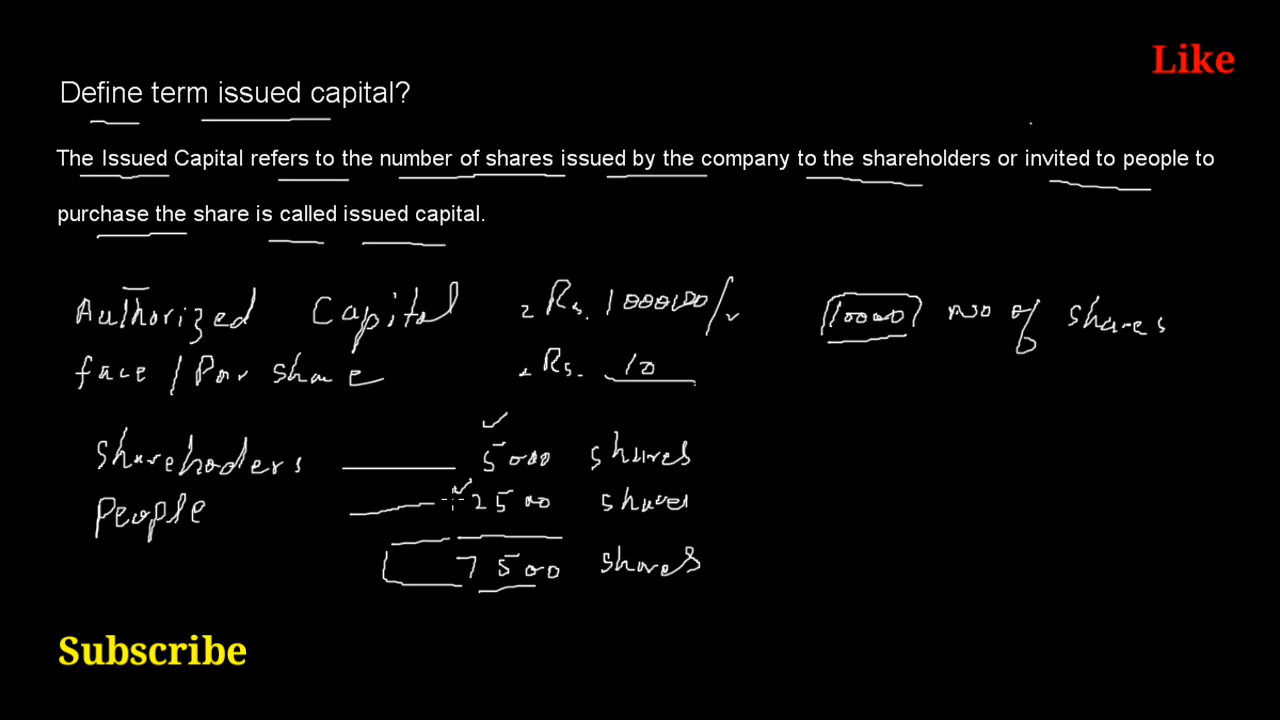 Like
Define term issued capital?
The Issued Capital refers to the number of shares issued by the company to the shareholders or invited to people to
purchase the share is called issued capital.
Authorized Capital = Rs. 1000000/- 10000 no of shares
face / Par share = Rs. 10
Sharehoders 5000 shares
People 2500 shares
7500 shares
Subscribe